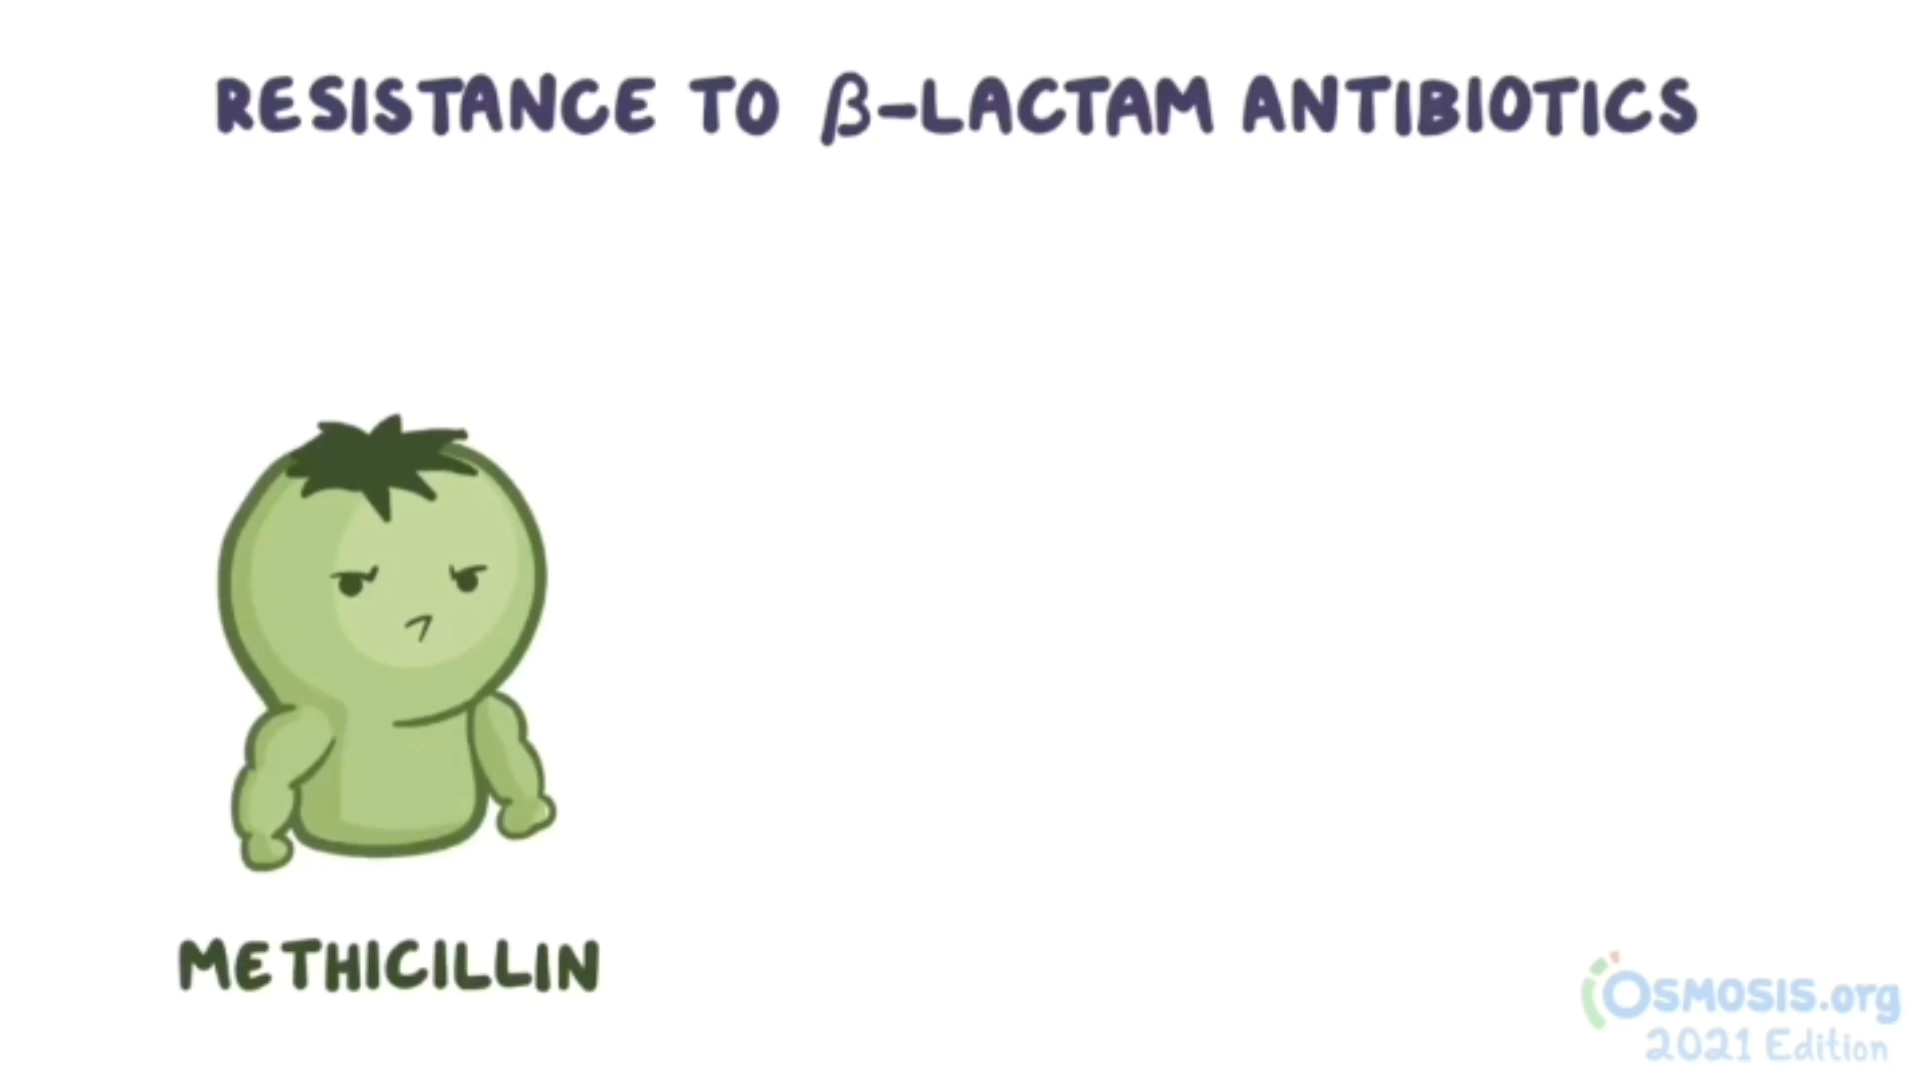 RESISTANCE TO β-LACTAM ANTIBIOTICS
METHICILLIN
OSMOSIS.org
2021 Edition